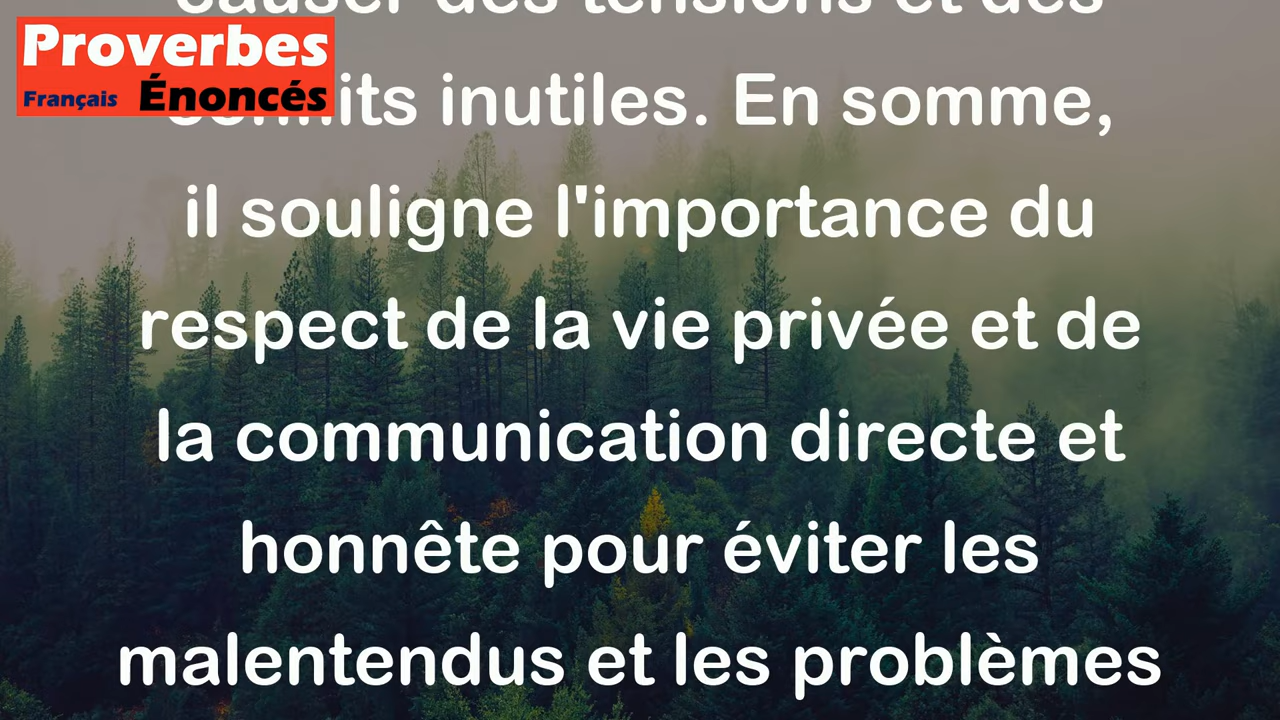 Proverbes
Français Énoncés
causer des tensions et des
inutiles. En somme,
il souligne l'importance du
respect de la vie privée et de
la communication directe et
honnête pour éviter les
malentendus et les problèmes